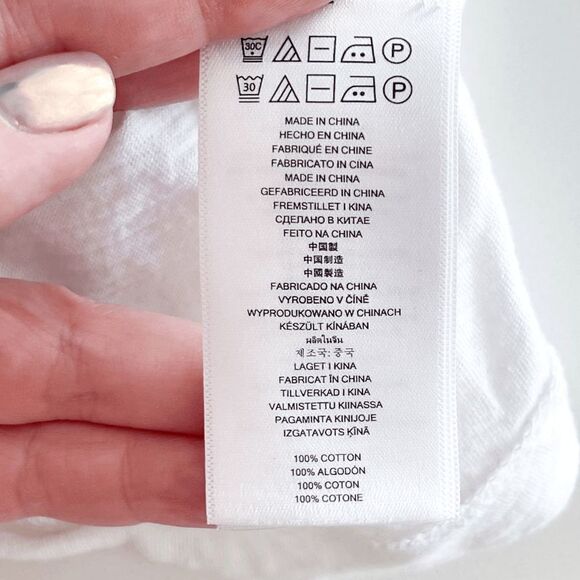 30C P
30 P
MADE IN CHINA
HECHO EN CHINA
FABRIQUÉ EN CHINE
FABBRICATO IN CINA
MADE IN CHINA
GEFABRICEERD IN CHINA
FREMSTILLET I KINA
СДЕЛАНО В КИТАЕ
FEITO NA CHINA
中国製
中国制造
中國製造
FABRICADO NA CHINA
VYROBENO V ČÍNĚ
WYPRODUKOWANO W CHINACH
KÉSZÜLT KÍNÁBAN
ผลิตในจีน
제조국: 중국
LAGET I KINA
FABRICAT ÎN CHINA
TILLVERKAD I KINA
VALMISTETTU KIINASSA
PAGAMINTA KINIJOJE
IZGATAVOTS ĶĪNĀ
100% COTTON
100% ALGODÓN
100% COTON
100% COTONE